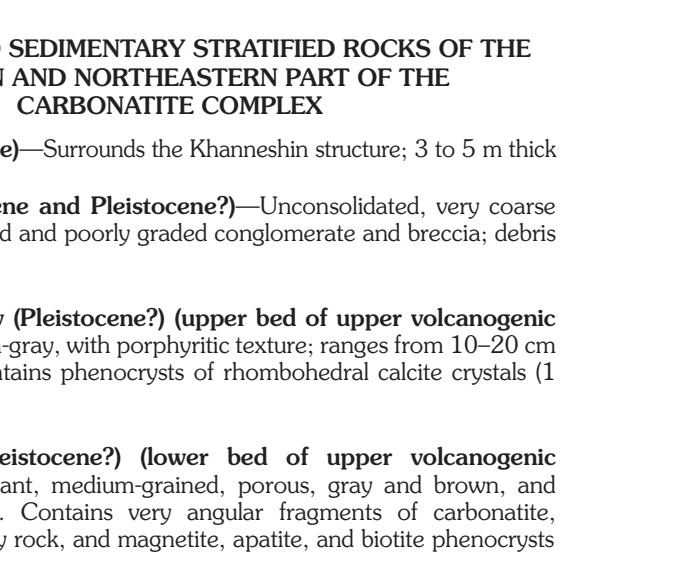 SEDIMENTARY STRATIFIED ROCKS OF THE
AND NORTHEASTERN PART OF THE
CARBONATITE COMPLEX
—Surrounds the Khanneshin structure; 3 to 5 m thick
and Pleistocene?)—Unconsolidated, very coarse
and poorly graded conglomerate and breccia; debris
(Pleistocene?) (upper bed of upper volcanogenic
-gray, with porphyritic texture; ranges from 10–20 cm
phenocrysts of rhombohedral calcite crystals (1
(lower bed of upper volcanogenic
medium-grained, porous, gray and brown, and
. Contains very angular fragments of carbonatite,
rock, and magnetite, apatite, and biotite phenocrysts